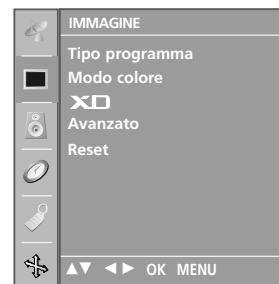 IMMAGINE
Tipo programma
Modo colore
XD
Avanzato
Reset
▲▼ ◄► OK MENU